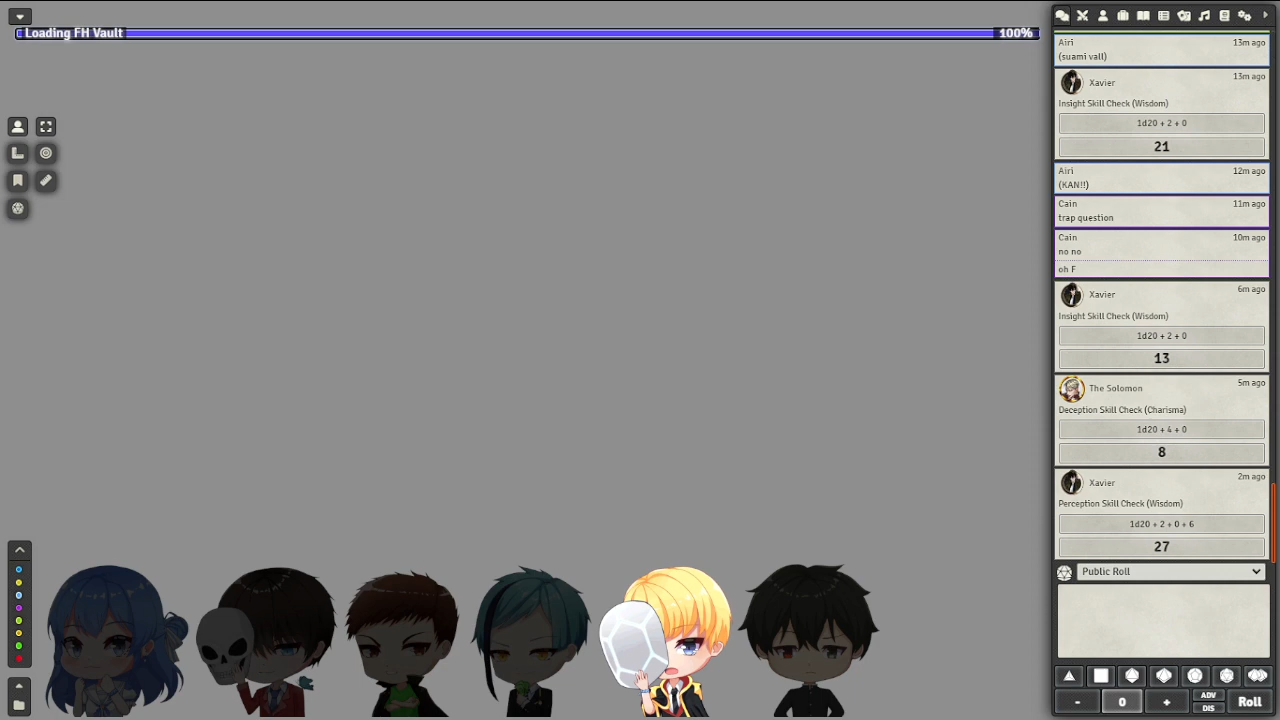 Loading FH Vault 100%
Airi 13m ago
(suami vall)
Xavier 13m ago
Insight Skill Check (Wisdom)
1d20 + 2 + 0
21
Airi 12m ago
(KAN!!)
Cain 11m ago
trap question
Cain 10m ago
no no
oh F
Xavier 6m ago
Insight Skill Check (Wisdom)
1d20 + 2 + 0
13
The Solomon 5m ago
Deception Skill Check (Charisma)
1d20 + 4 + 0
8
Xavier 2m ago
Perception Skill Check (Wisdom)
1d20 + 2 + 0 + 6
27
Public Roll
- 0 + ADV DIS Roll